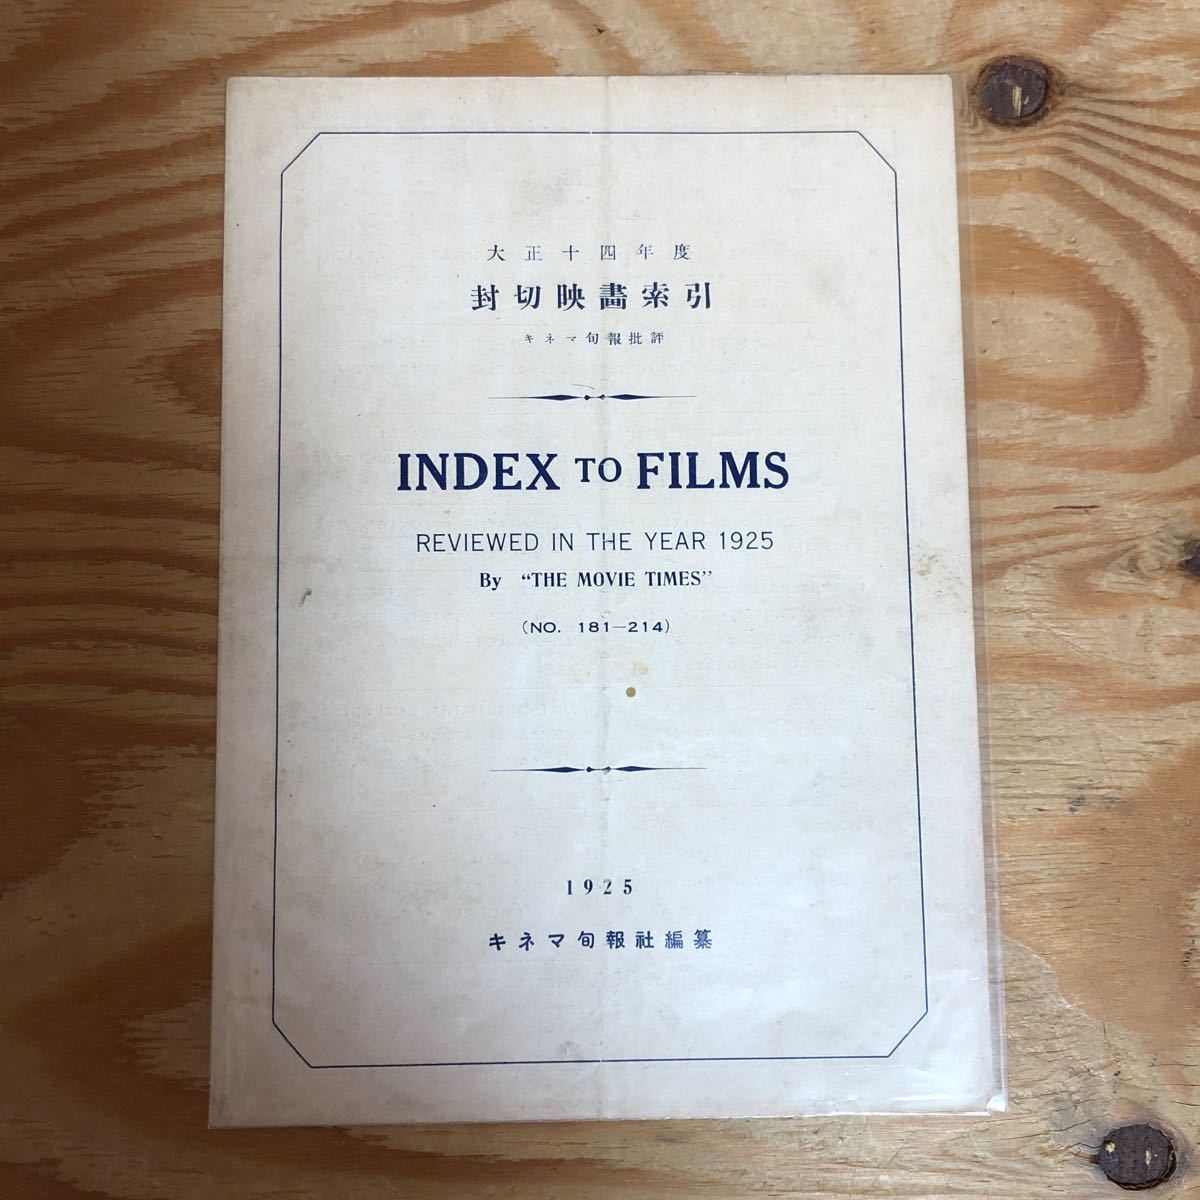 大正十四年度
封切映畵索引
キネマ旬報批評
INDEX TO FILMS
REVIEWED IN THE YEAR 1925
By “THE MOVIE TIMES”
(NO. 181—214)
1925
キネマ旬報社編纂